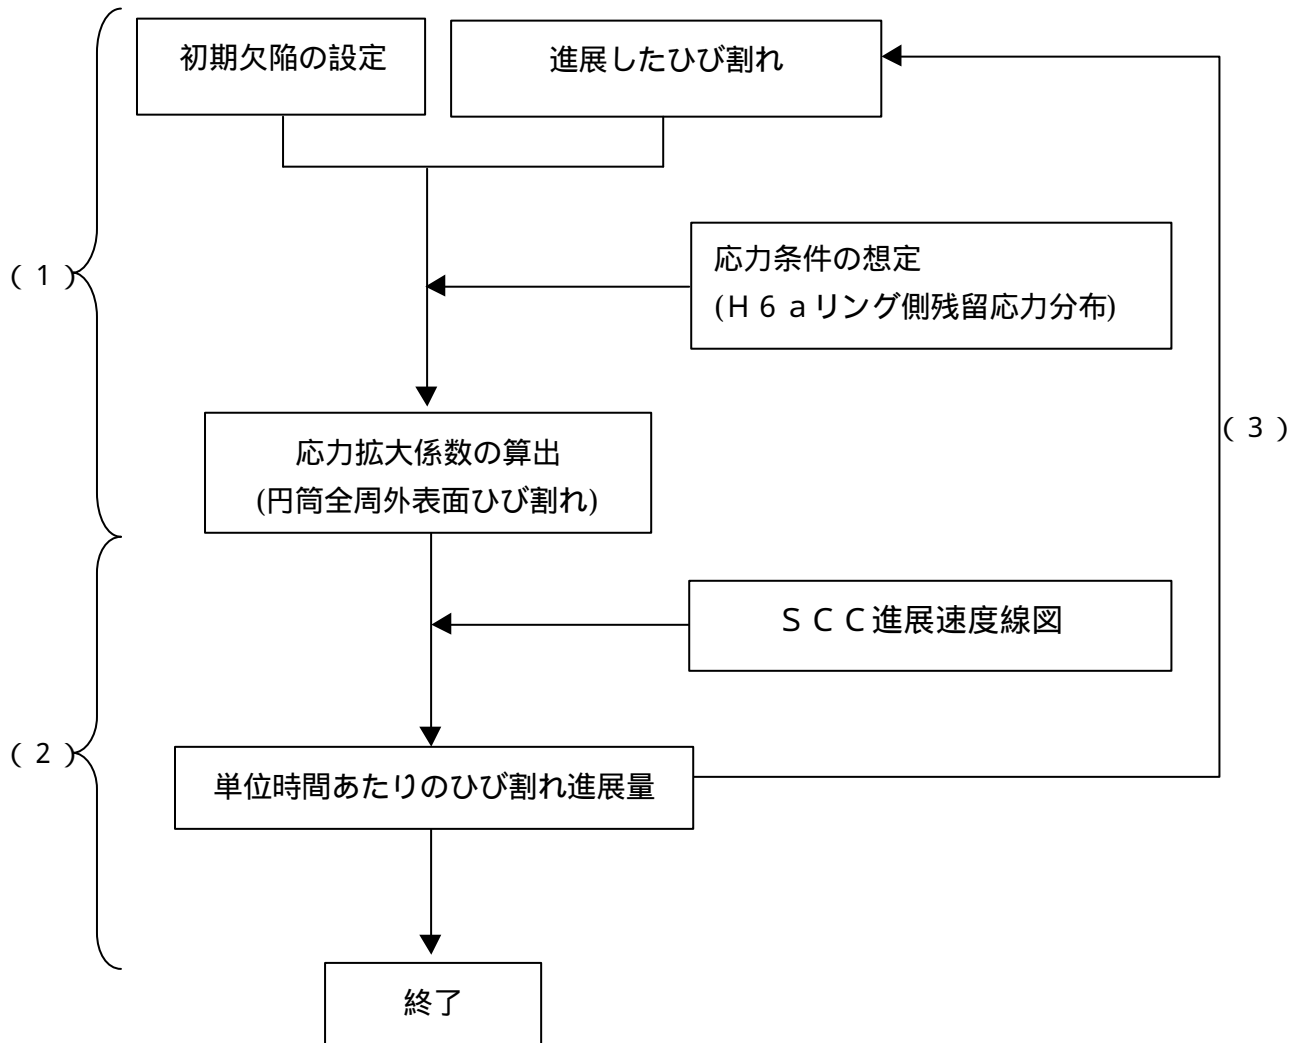 初期欠陥の設定
進展したひび割れ
応力条件の想定
(Ｈ６ａリング側残留応力分布)
(１)
応力拡大係数の算出
(円筒全周外表面ひび割れ)
(３)
ＳＣＣ進展速度線図
(２)
単位時間あたりのひび割れ進展量
終了